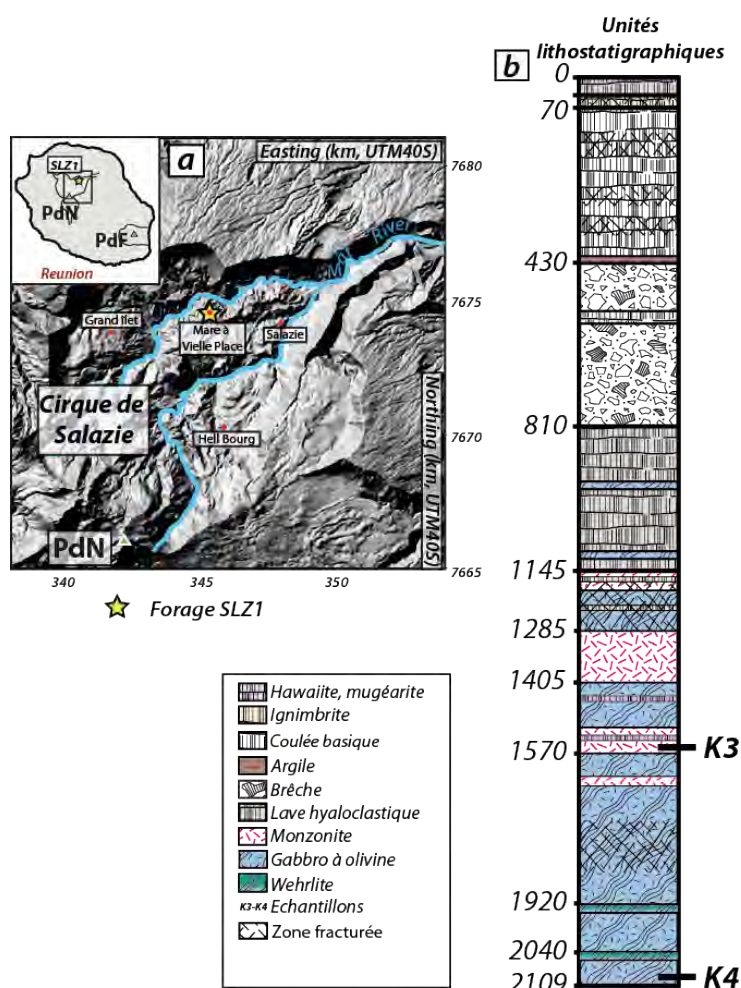 a
Easting (km, UTM40S)
7680
SLZ1
PdN
PdF
Reunion
Mât River
7675
Grand îlet
Mare à
Vielle Place
Salazie
Cirque de
Salazie
Hell Bourg
7670
Northing (km, UTM40S)
PdN
7665
340
345
350
Forage SLZ1
Hawaiite, mugéarite
Ignimbrite
Coulée basique
Argile
Brêche
Lave hyaloclastique
Monzonite
Gabbro à olivine
Wehrlite
K3-K4 Echantillons
Zone fracturée
Unités
lithostatigraphiques
b
0
70
430
810
1145
1285
1405
K3
1570
1920
2040
K4
2109